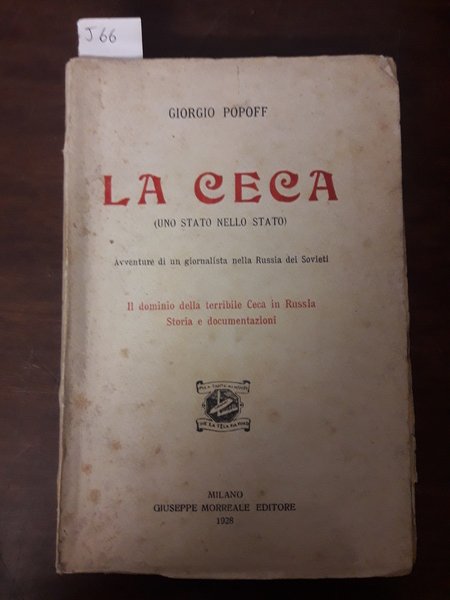 J 66
GIORGIO POPOFF
LA CECA
(UNO STATO NELLO STATO)
Avventure di un giornalista nella Russia dei Sovieti
Il dominio della terribile Ceca in Russia
Storia e documentazioni
MILANO
GIUSEPPE MORREALE EDITORE
1928